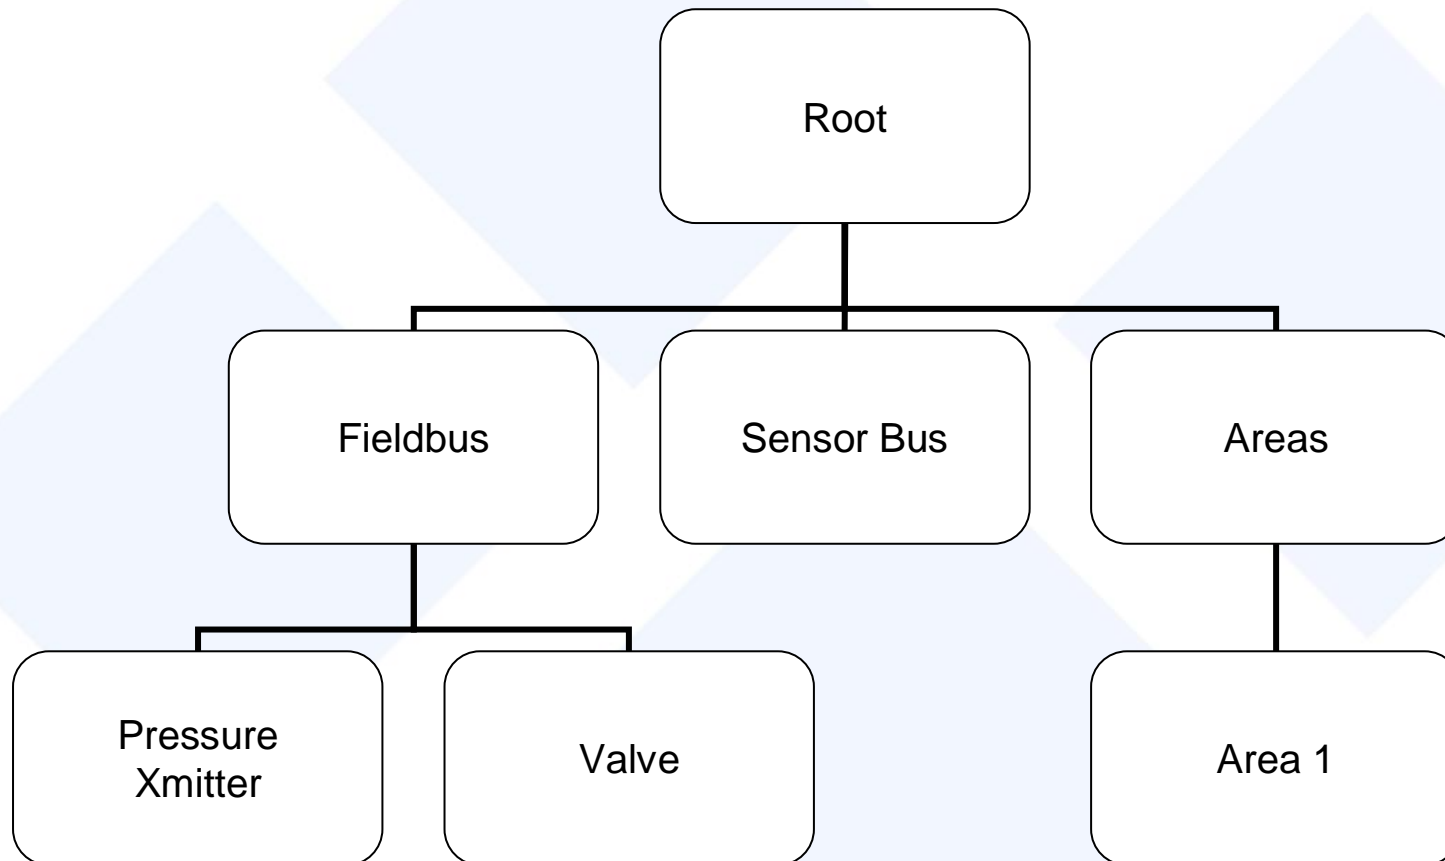 Root
Fieldbus
Sensor Bus
Areas
Pressure
Xmitter
Valve
Area 1